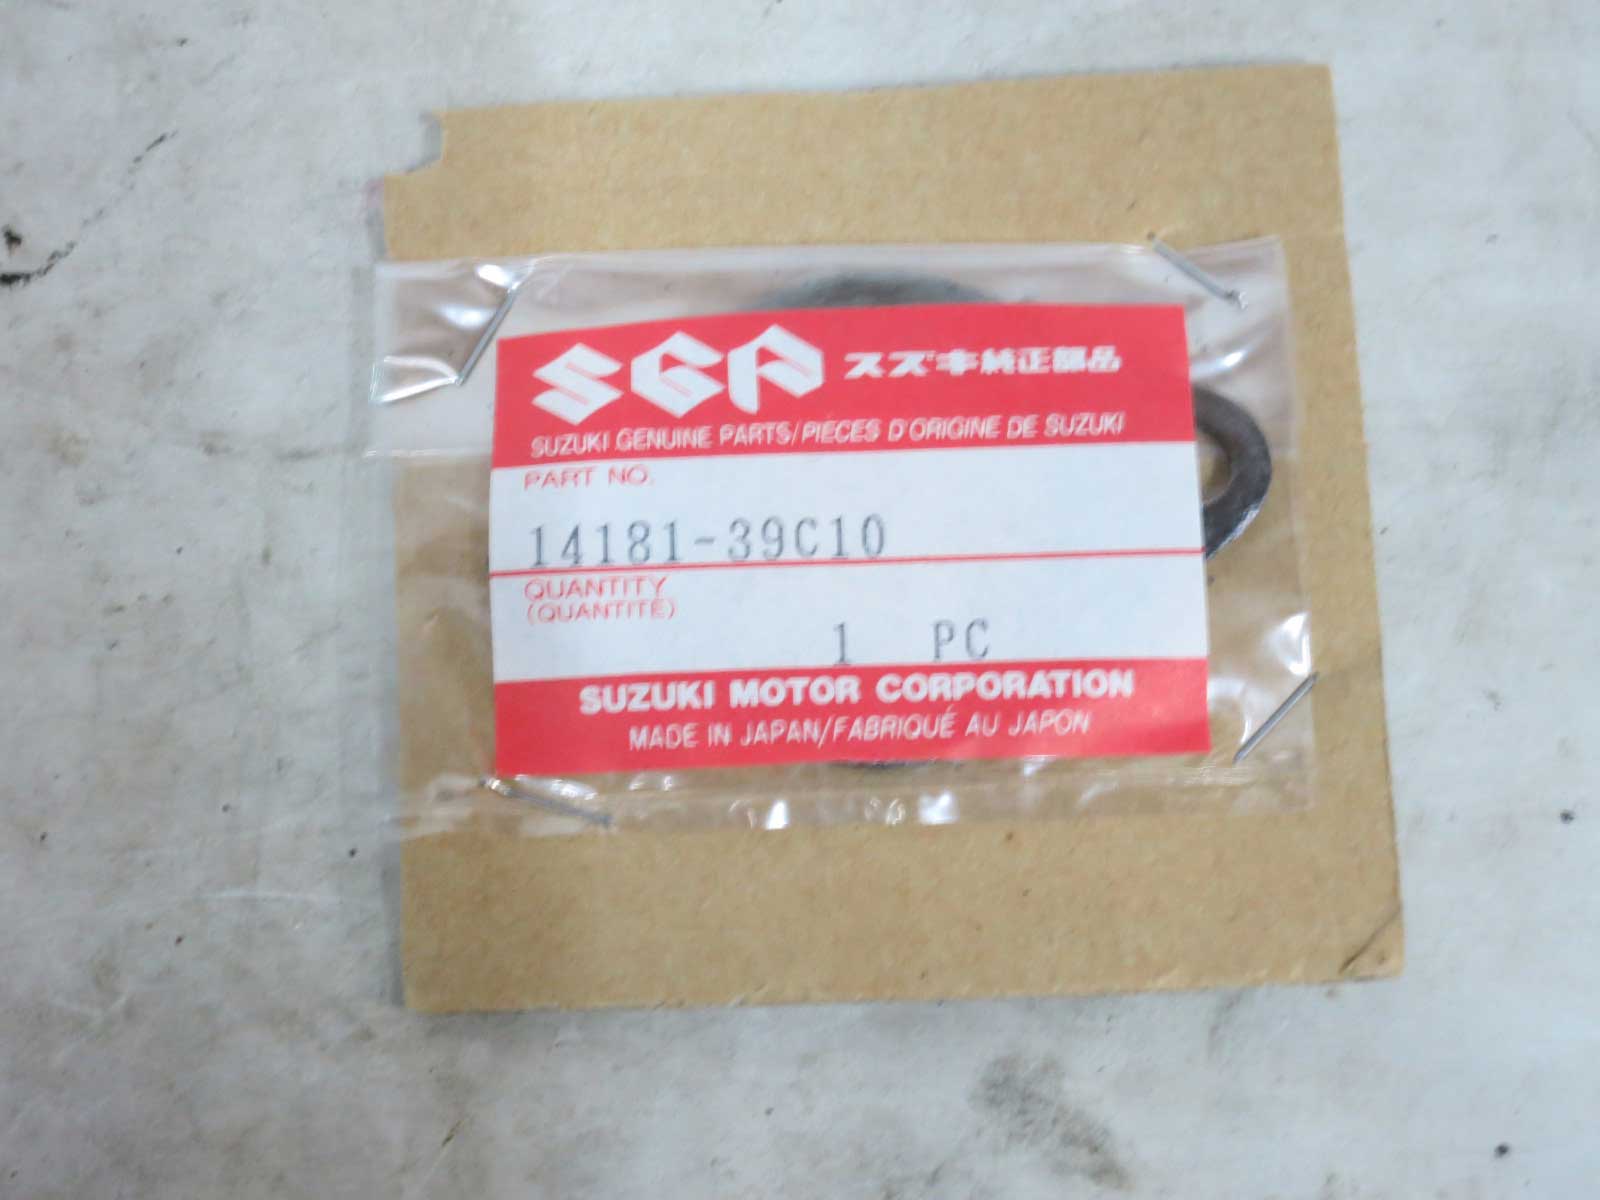 SGP スズキ純正部品
SUZUKI GENUINE PARTS/PIÈCES D'ORIGINE DE SUZUKI
PART NO.
14181-39C10
QUANTITY
(QUANTITÉ)
1 PC
SUZUKI MOTOR CORPORATION
MADE IN JAPAN/FABRIQUÉ AU JAPON